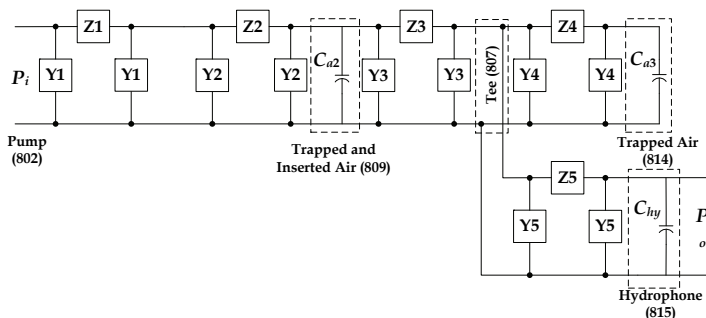 Z1
Z2
Z3
Z4
P i
Y1
Y1
Y2
Y2
C a2
Y3
Y3
Tee (807)
Y4
Y4
C a3
Pump
(802)
Trapped and
Inserted Air (809)
Trapped Air
(814)
Z5
Y5
Y5
C hy
P
o
Hydrophone
(815)